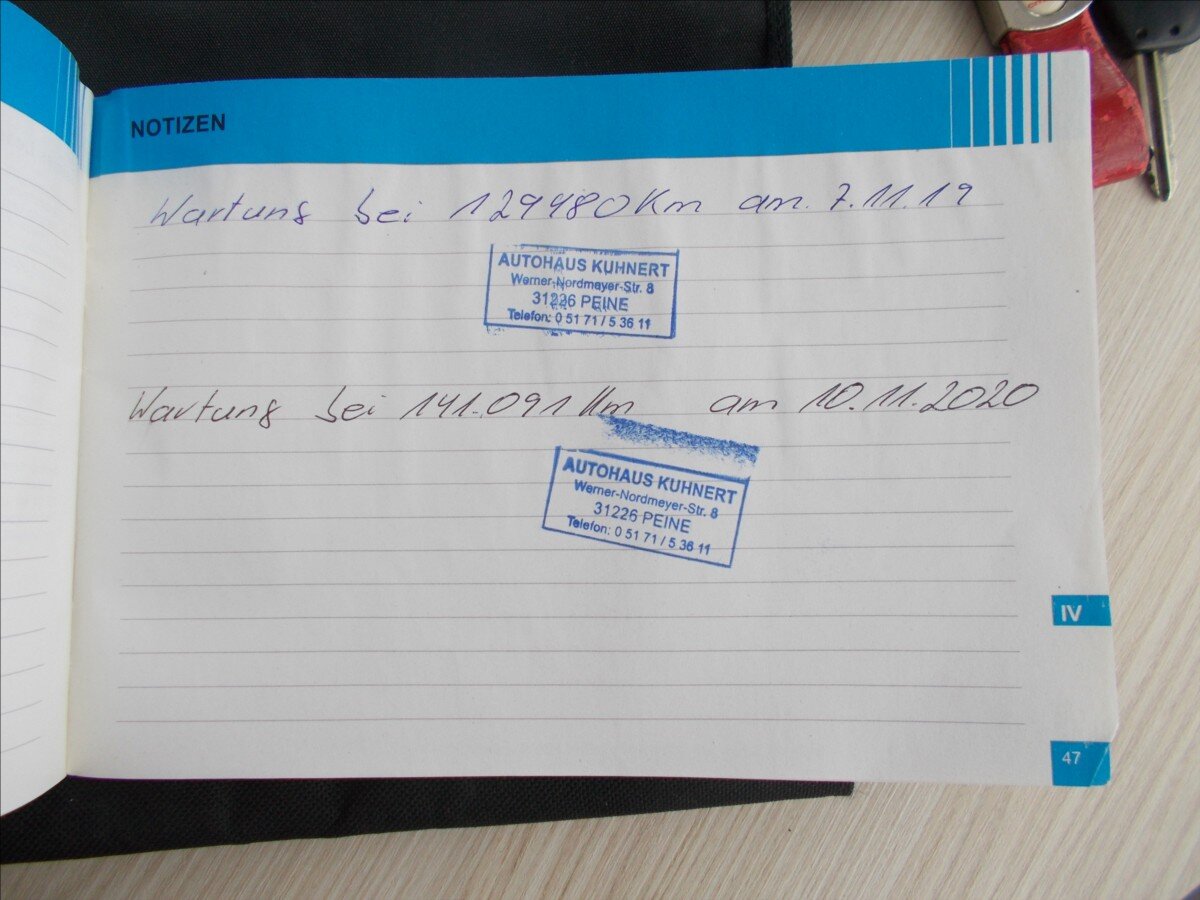 NOTIZEN
Wartung bei 129480 Km am. 7.11.19
AUTOHAUS KUHNERT
Werner-Nordmeyer-Str. 8
31226 PEINE
Telefon: 0 51 71 / 5 36 11
Wartung bei 141.091 Km am 10.11.2020
AUTOHAUS KUHNERT
Werner-Nordmeyer-Str. 8
31226 PEINE
Telefon: 0 51 71 / 5 36 11
IV
47